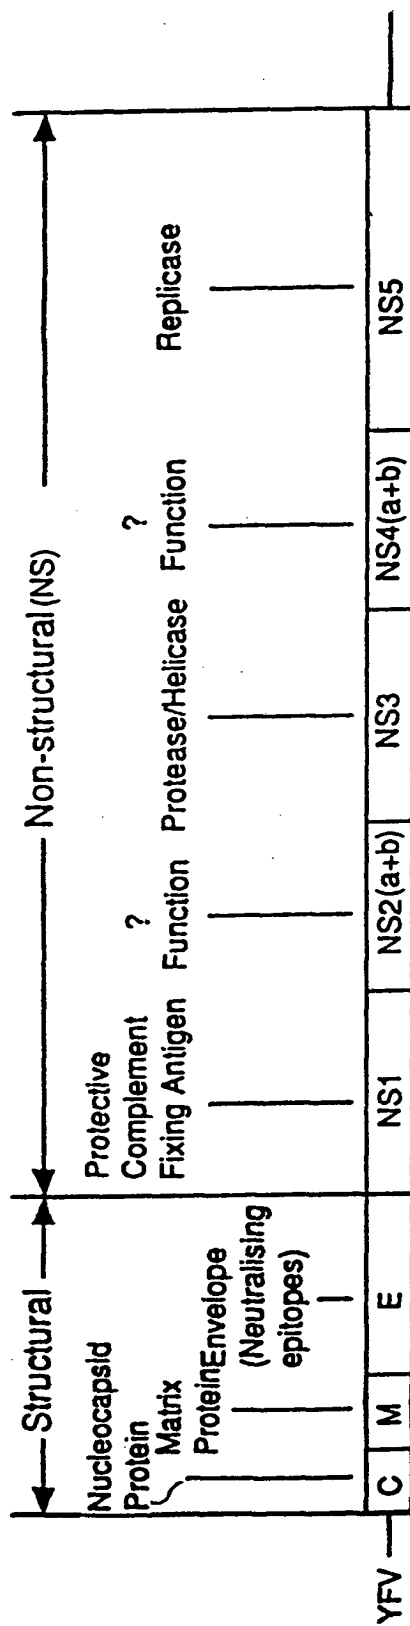 Structural
Non-structural (NS)
Nucleocapsid
Protein
Matrix
Protein
Envelope
(Neutralising
epitopes)
Protective
Complement
Fixing Antigen
?
Function
Protease/Helicase
?
Function
Replicase
YFV
C
M
E
NS1
NS2(a+b)
NS3
NS4(a+b)
NS5